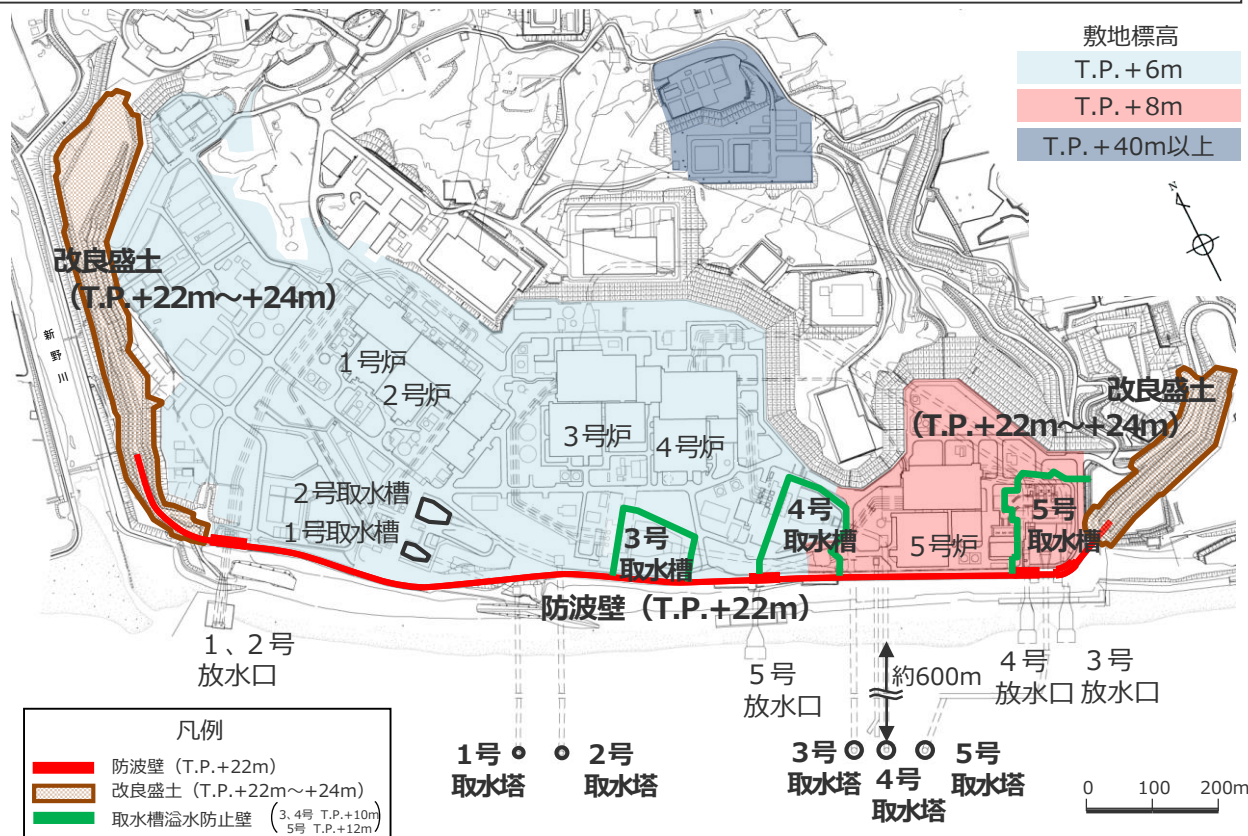 敷地標高
T.P.+6m
T.P.+8m
T.P.+40m以上
N
改良盛土
(T.P.+22m~+24m)
新野川
1号炉
2号炉
3号炉
4号炉
改良盛土
(T.P.+22m~+24m)
2号取水槽
1号取水槽
3号
取水槽
4号
取水槽
5号炉
5号
取水槽
防波壁(T.P.+22m)
1、2号
放水口
5号
放水口
約600m
4号
放水口
3号
放水口
1号
取水塔
2号
取水塔
3号
取水塔
4号
取水塔
5号
取水塔
凡例
防波壁(T.P.+22m)
改良盛土(T.P.+22m~+24m)
取水槽溢水防止壁(3、4号 T.P.+10m
5号 T.P.+12m)
0 100 200m